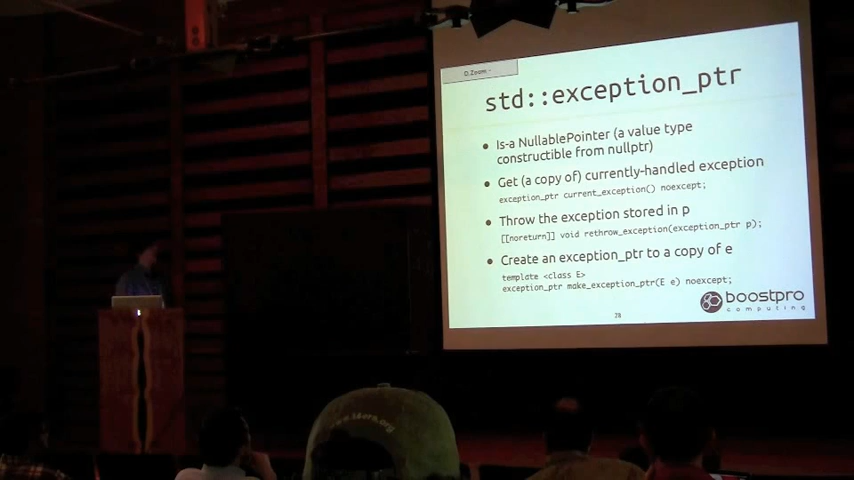 std::exception_ptr
• Is-a NullablePointer (a value type
constructible from nullptr)
• Get (a copy of) currently-handled exception
exception_ptr current_exception() noexcept;
• Throw the exception stored in p
[[noreturn]] void rethrow_exception(exception_ptr p);
• Create an exception_ptr to a copy of e
template <class E>
exception_ptr make_exception_ptr(E e) noexcept;
28
boostpro
computing